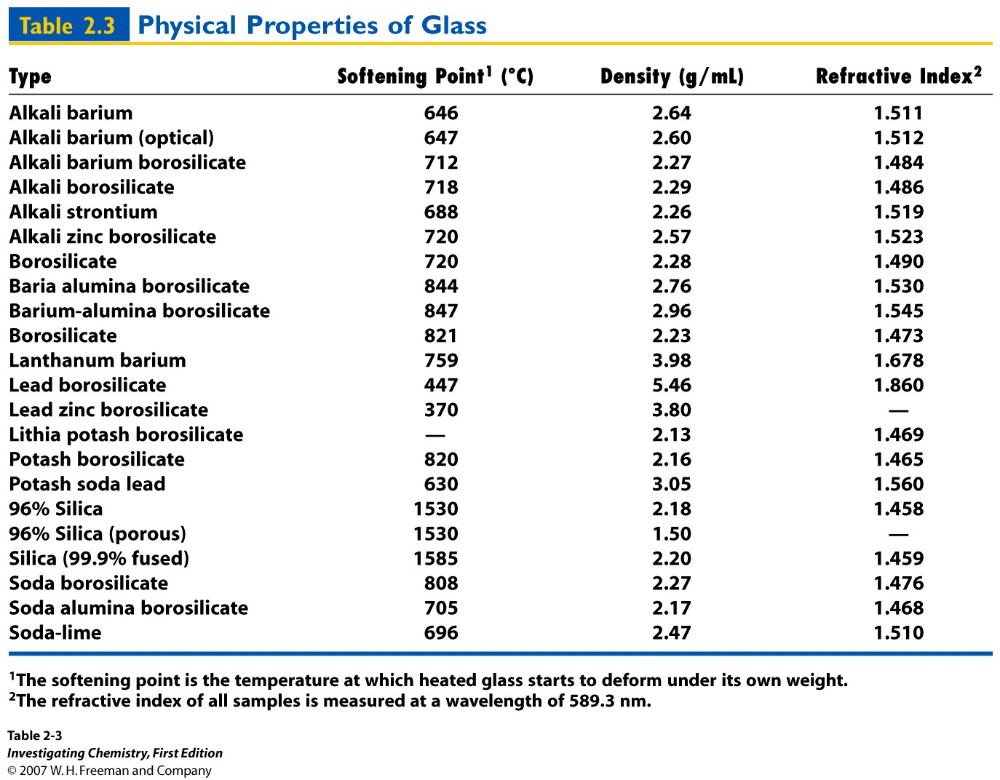 Table 2.3 Physical Properties of Glass
Type Softening Point¹ (°C) Density (g/mL) Refractive Index²
Alkali barium 646 2.64 1.511
Alkali barium (optical) 647 2.60 1.512
Alkali barium borosilicate 712 2.27 1.484
Alkali borosilicate 718 2.29 1.486
Alkali strontium 688 2.26 1.519
Alkali zinc borosilicate 720 2.57 1.523
Borosilicate 720 2.28 1.490
Baria alumina borosilicate 844 2.76 1.530
Barium-alumina borosilicate 847 2.96 1.545
Borosilicate 821 2.23 1.473
Lanthanum barium 759 3.98 1.678
Lead borosilicate 447 5.46 1.860
Lead zinc borosilicate 370 3.80 —
Lithia potash borosilicate — 2.13 1.469
Potash borosilicate 820 2.16 1.465
Potash soda lead 630 3.05 1.560
96% Silica 1530 2.18 1.458
96% Silica (porous) 1530 1.50 —
Silica (99.9% fused) 1585 2.20 1.459
Soda borosilicate 808 2.27 1.476
Soda alumina borosilicate 705 2.17 1.468
Soda-lime 696 2.47 1.510
¹The softening point is the temperature at which heated glass starts to deform under its own weight.
²The refractive index of all samples is measured at a wavelength of 589.3 nm.
Table 2-3
Investigating Chemistry, First Edition
© 2007 W. H. Freeman and Company